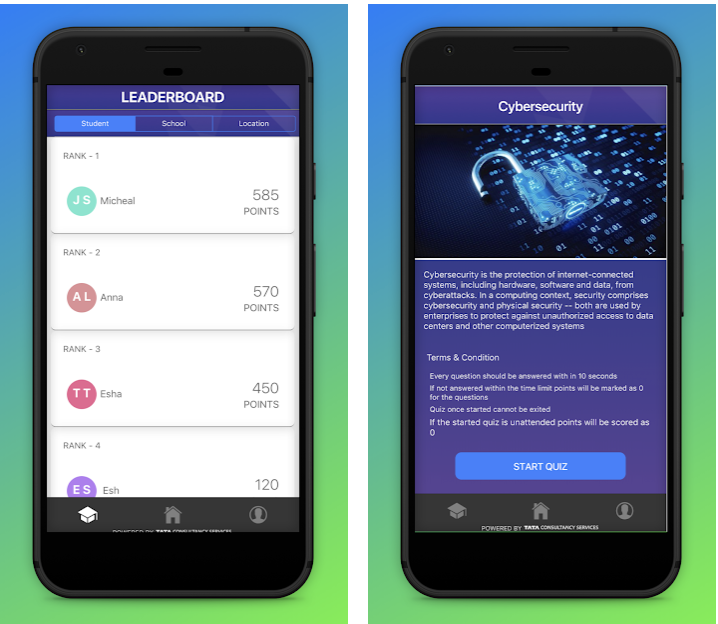 LEADERBOARD
Student School Location
RANK - 1
JS Micheal 585
POINTS
RANK - 2
AL Anna 570
POINTS
RANK - 3
TT Esha 450
POINTS
RANK - 4
ES Esh 120
POWERED BY TATA CONSULTANCY SERVICES
Cybersecurity
Cybersecurity is the protection of internet-connected
systems, including hardware, software and data, from
cyberattacks. In a computing context, security comprises
cybersecurity and physical security -- both are used by
enterprises to protect against unauthorized access to data
centers and other computerized systems
Terms & Condition
Every question should be answered with in 10 seconds
If not answered within the time limit points will be marked as 0
for the questions
Quiz once started cannot be exited
If the started quiz is unattended points will be scored as
0
START QUIZ
POWERED BY TATA CONSULTANCY SERVICES